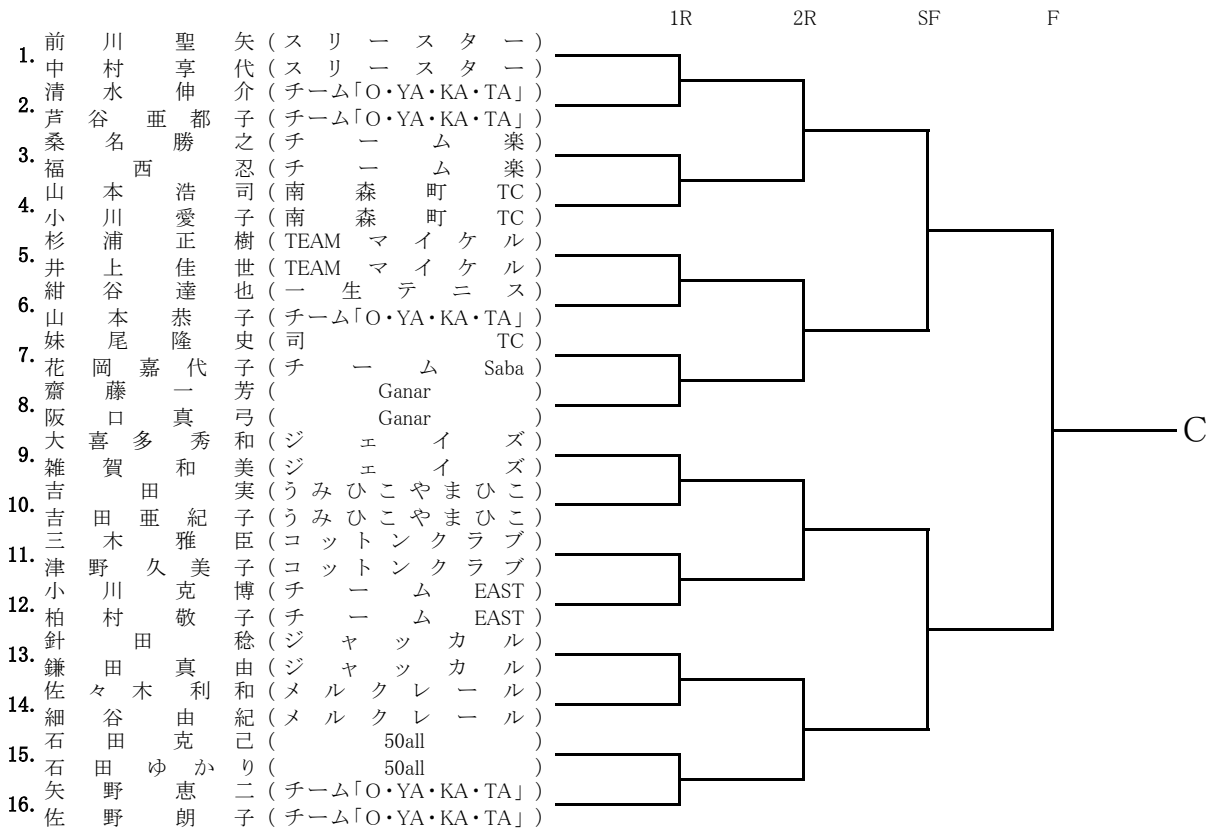 1R 2R SF F
1. 前川聖矢(スリースター)
中村享代(スリースター)
2. 清水伸介(チーム「O・YA・KA・TA」)
芦谷亜都子(チーム「O・YA・KA・TA」)
3. 桑名勝之(チーム楽)
福西忍(チーム楽)
4. 山本浩司(南森町TC)
小川愛子(南森町TC)
5. 杉浦正樹(TEAMマイケル)
井上佳世(TEAMマイケル)
6. 紺谷達也(一生テニス)
山本恭子(チーム「O・YA・KA・TA」)
7. 妹尾隆史(司TC)
花岡嘉代子(チームSaba)
8. 齋藤一芳(Ganar)
阪口真弓(Ganar)
C
9. 大喜多秀和(ジェイズ)
雑賀和美(ジェイズ)
10. 吉田実(うみひこやまひこ)
吉田亜紀子(うみひこやまひこ)
11. 三木雅臣(コットンクラブ)
津野久美子(コットンクラブ)
12. 小川克博(チームEAST)
柏村敬子(チームEAST)
13. 針田稔(ジャッカル)
鎌田真由(ジャッカル)
14. 佐々木利和(メルクレール)
細谷由紀(メルクレール)
15. 石田克己(50all)
石田ゆかり(50all)
16. 矢野恵二(チーム「O・YA・KA・TA」)
佐野朗子(チーム「O・YA・KA・TA」)